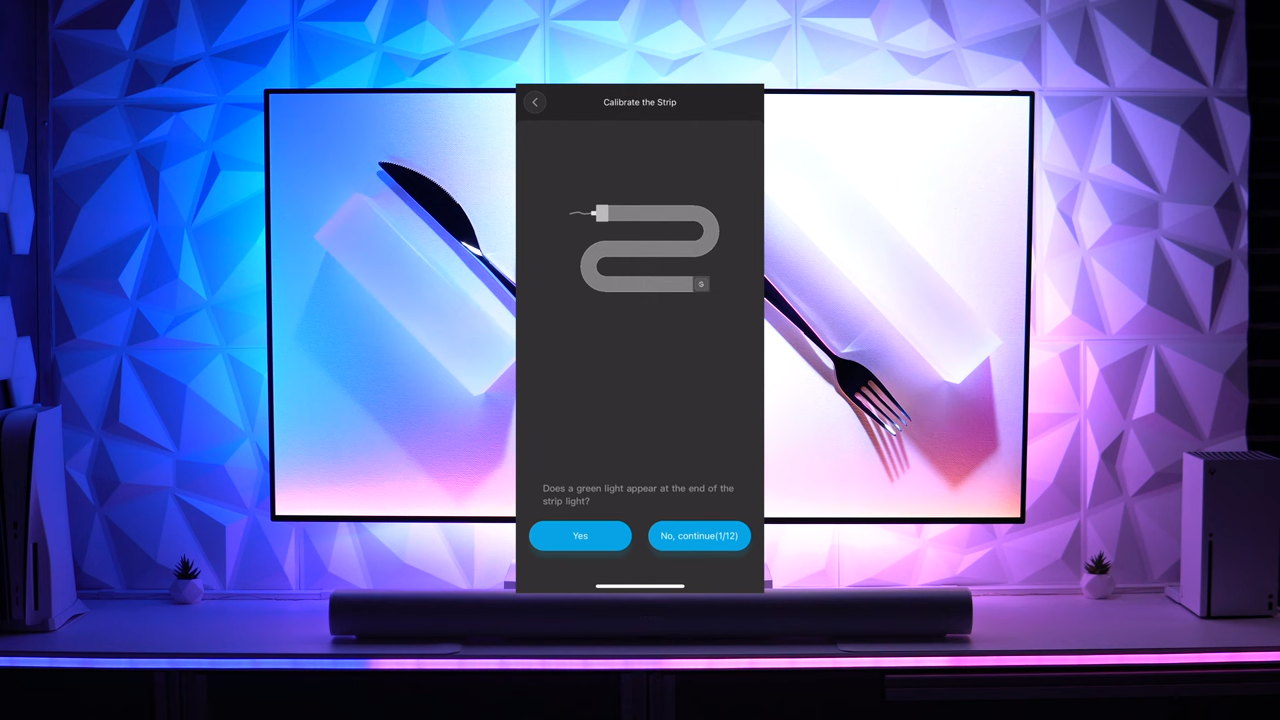 Calibrate the Strip
Does a green light appear at the end of the
strip light?
Yes
No, continue(1/12)